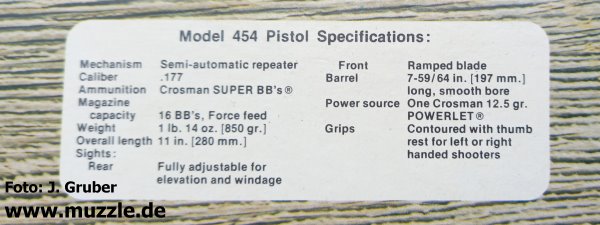 Model 454 Pistol Specifications:
Mechanism Semi-automatic repeater
Caliber .177
Ammunition Crosman SUPER BB's®
Magazine
capacity 16 BB's, Force feed
Weight 1 lb. 14 oz. [850 gr.]
Overall length 11 in. [280 mm.]
Sights:
Rear Fully adjustable for
elevation and windage
Front Ramped blade
Barrel 7-59/64 in. [197 mm.]
long, smooth bore
Power source One Crosman 12.5 gr.
POWERLET®
Grips Contoured with thumb
rest for left or right
handed shooters
Foto: J. Gruber
www.muzzle.de